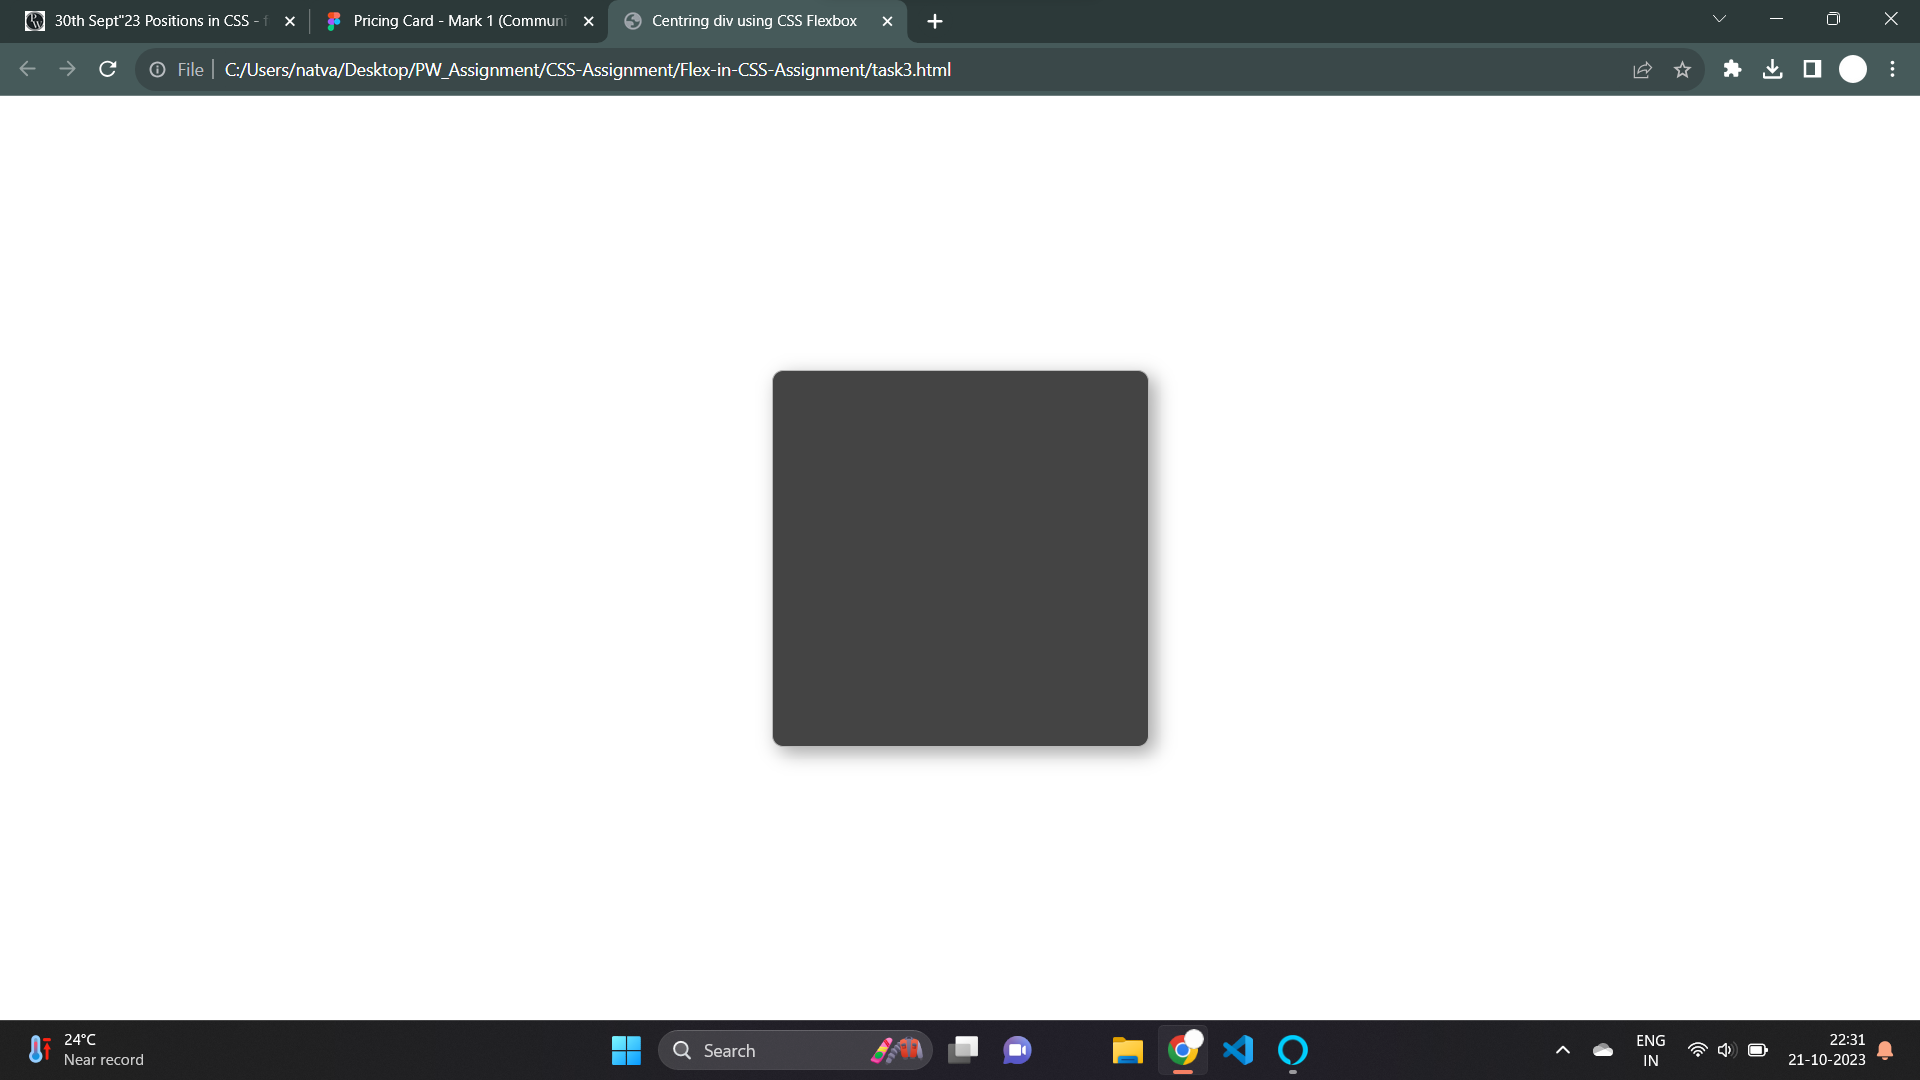 30th Sept"23 Positions in CSS -
Pricing Card - Mark 1 (Communi
Centring div using CSS Flexbox
File
C:/Users/natva/Desktop/PW_Assignment/CSS-Assignment/Flex-in-CSS-Assignment/task3.html
24°C
Near record
Search
ENG
IN
22:31
21-10-2023